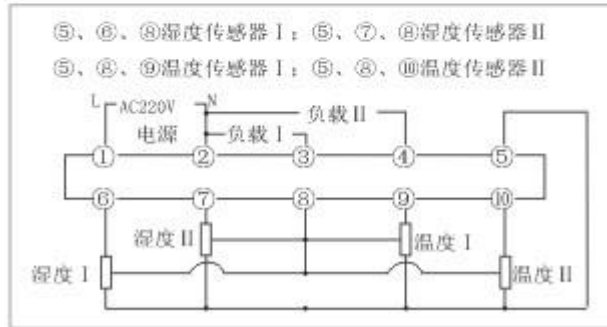 ⑤、⑥、⑧湿度传感器Ⅰ；⑤、⑦、⑧湿度传感器Ⅱ
⑤、⑧、⑨温度传感器Ⅰ；⑤、⑧、⑩温度传感器Ⅱ
L AC220V N
负载Ⅱ
电源 负载Ⅰ
① ② ③ ④ ⑤
⑥ ⑦ ⑧ ⑨ ⑩
湿度Ⅱ 温度Ⅰ
湿度Ⅰ 温度Ⅱ